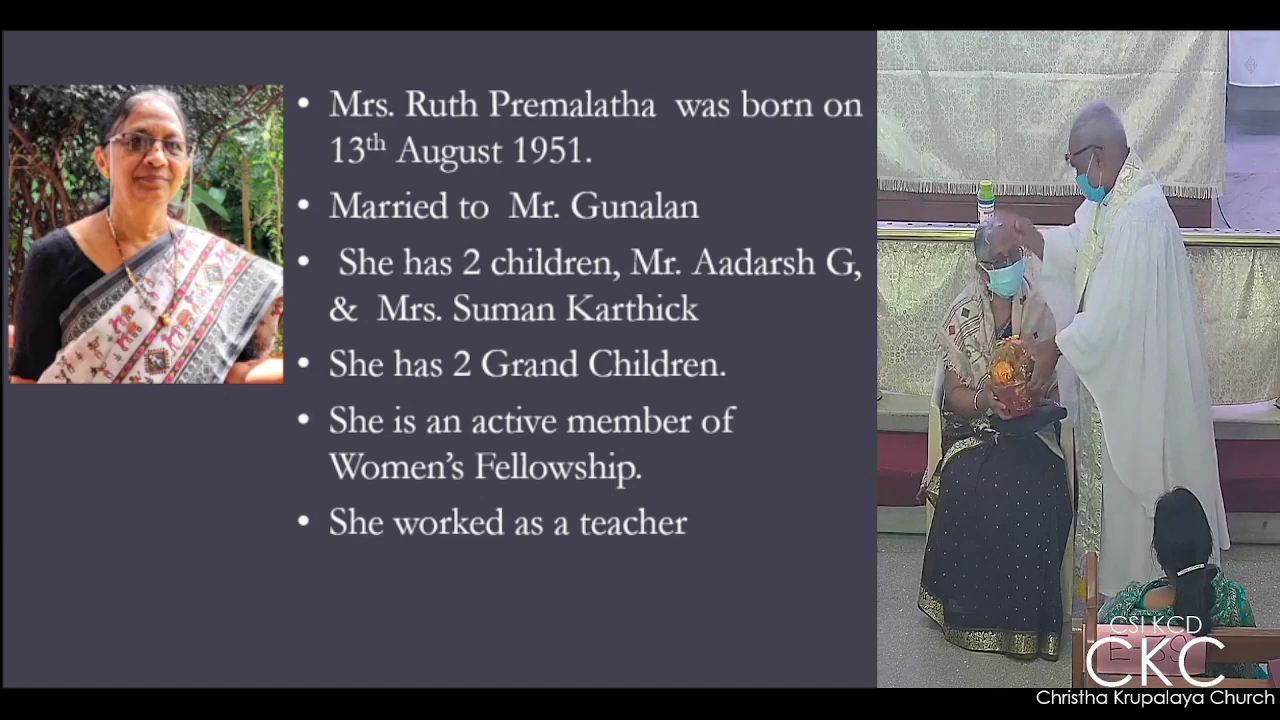 • Mrs. Ruth Premalatha was born on
13th August 1951.
• Married to Mr. Gunalan
• She has 2 children, Mr. Aadarsh G,
& Mrs. Suman Karthick
• She has 2 Grand Children.
• She is an active member of
Women's Fellowship.
• She worked as a teacher
CSI KCD
CKC
Christha Krupalaya Church